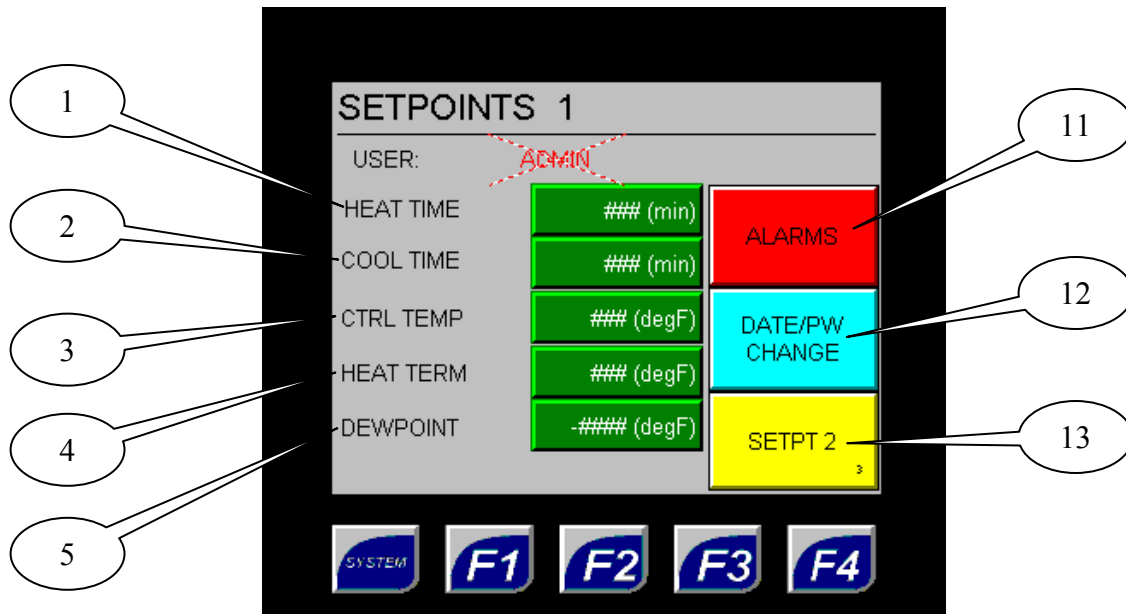 SETPOINTS 1
USER: ADMIN
HEAT TIME ### (min)
COOL TIME ### (min)
CTRL TEMP ### (degF)
HEAT TERM ### (degF)
DEWPOINT -#### (degF)
ALARMS
DATE/PW
CHANGE
SETPT 2
3
SYSTEM F1 F2 F3 F4
1
2
3
4
5
11
12
13